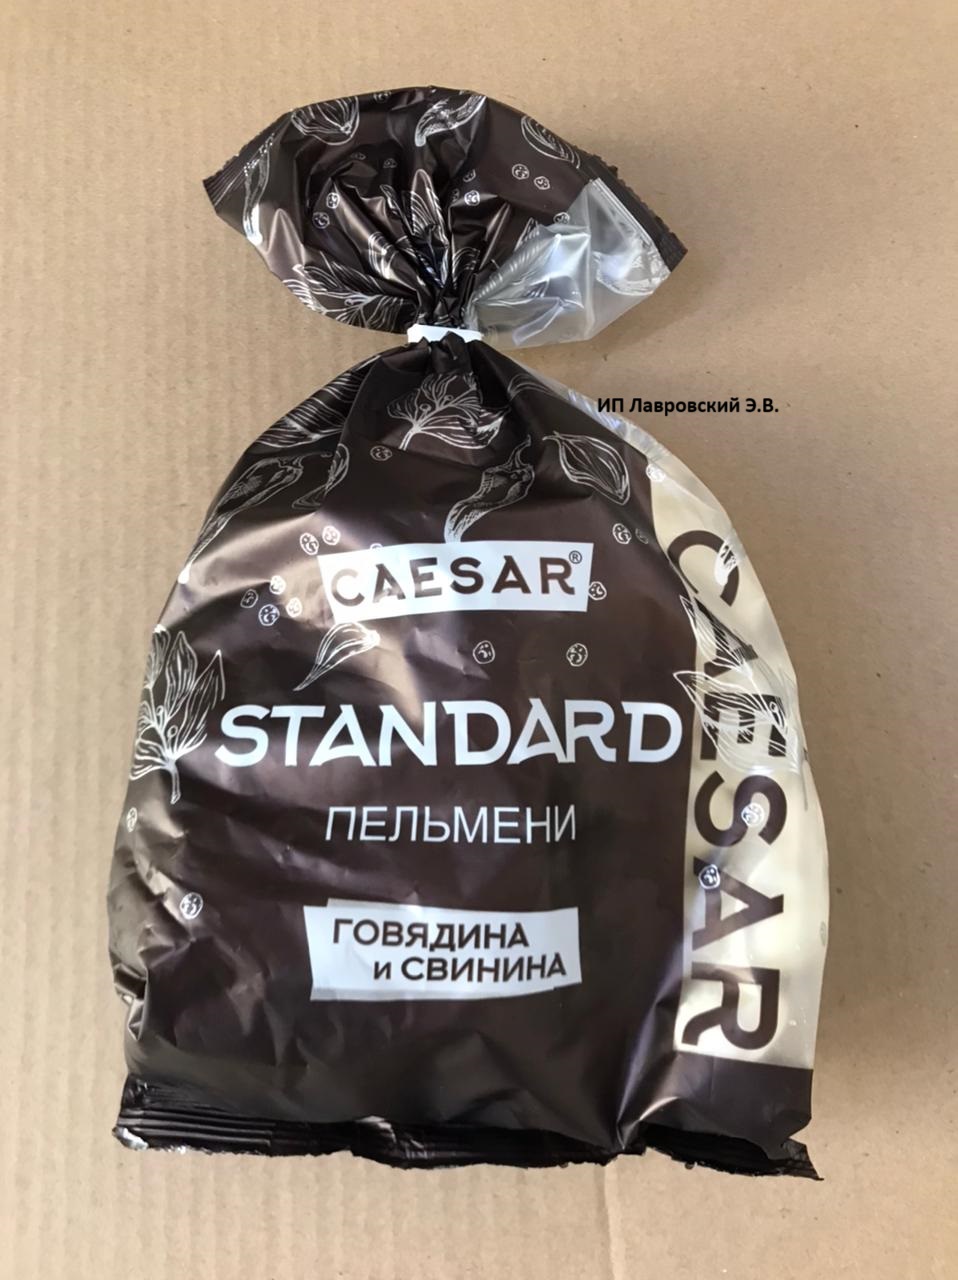 ИП Лавровский Э.В.
CAESAR®
STANDARD
ПЕЛЬМЕНИ
ГОВЯДИНА
и СВИНИНА
CAESAR